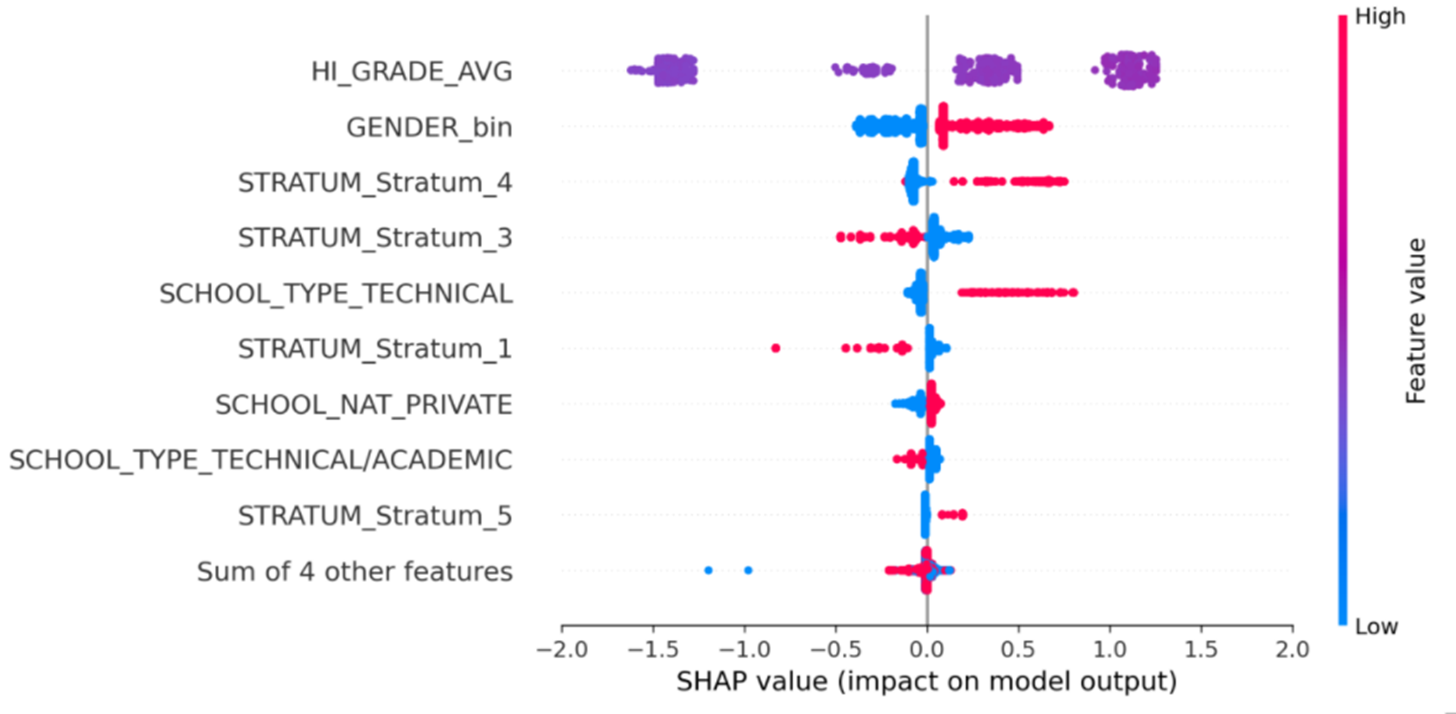 High
HI_GRADE_AVG
GENDER_bin
STRATUM_Stratum_4
STRATUM_Stratum_3
SCHOOL_TYPE_TECHNICAL
STRATUM_Stratum_1
SCHOOL_NAT_PRIVATE
SCHOOL_TYPE_TECHNICAL/ACADEMIC
STRATUM_Stratum_5
Sum of 4 other features
Feature value
Low
−2.0 −1.5 −1.0 −0.5 0.0 0.5 1.0 1.5 2.0
SHAP value (impact on model output)